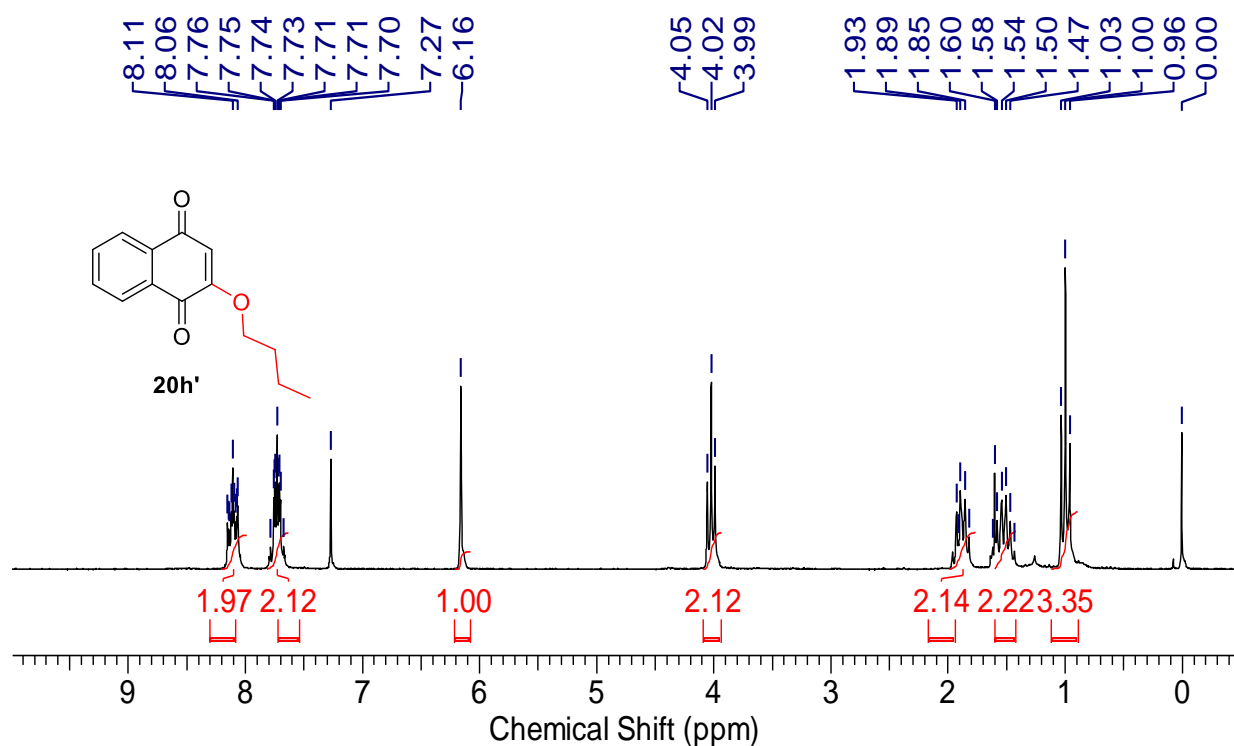 8.11 8.06 7.76 7.75 7.74 7.73 7.71 7.71 7.70 7.27 6.16 4.05 4.02 3.99 1.93 1.89 1.85 1.60 1.58 1.54 1.50 1.47 1.03 1.00 0.96 0.00
O
O
O
20h'
1.97 2.12 1.00 2.12 2.14 2.22 3.35
9 8 7 6 5 4 3 2 1 0
Chemical Shift (ppm)